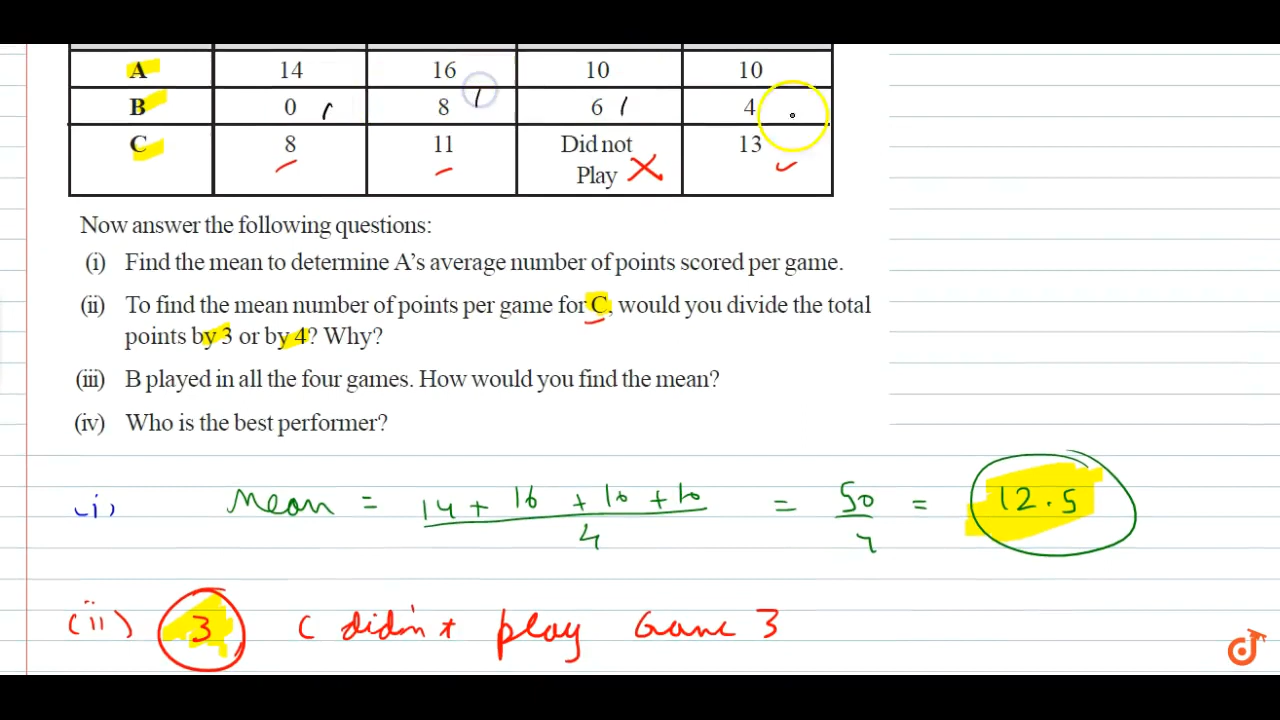 A 14 16 10 10
B 0 8 6 4
C 8 11 Did not 13
Play
Now answer the following questions:
(i) Find the mean to determine A's average number of points scored per game.
(ii) To find the mean number of points per game for C, would you divide the total
points by 3 or by 4? Why?
(iii) B played in all the four games. How would you find the mean?
(iv) Who is the best performer?
(i) Mean = 14 + 16 + 10 + 10 / 4 = 50 / 4 = 12.5
(ii) 3 C didn't play Game 3